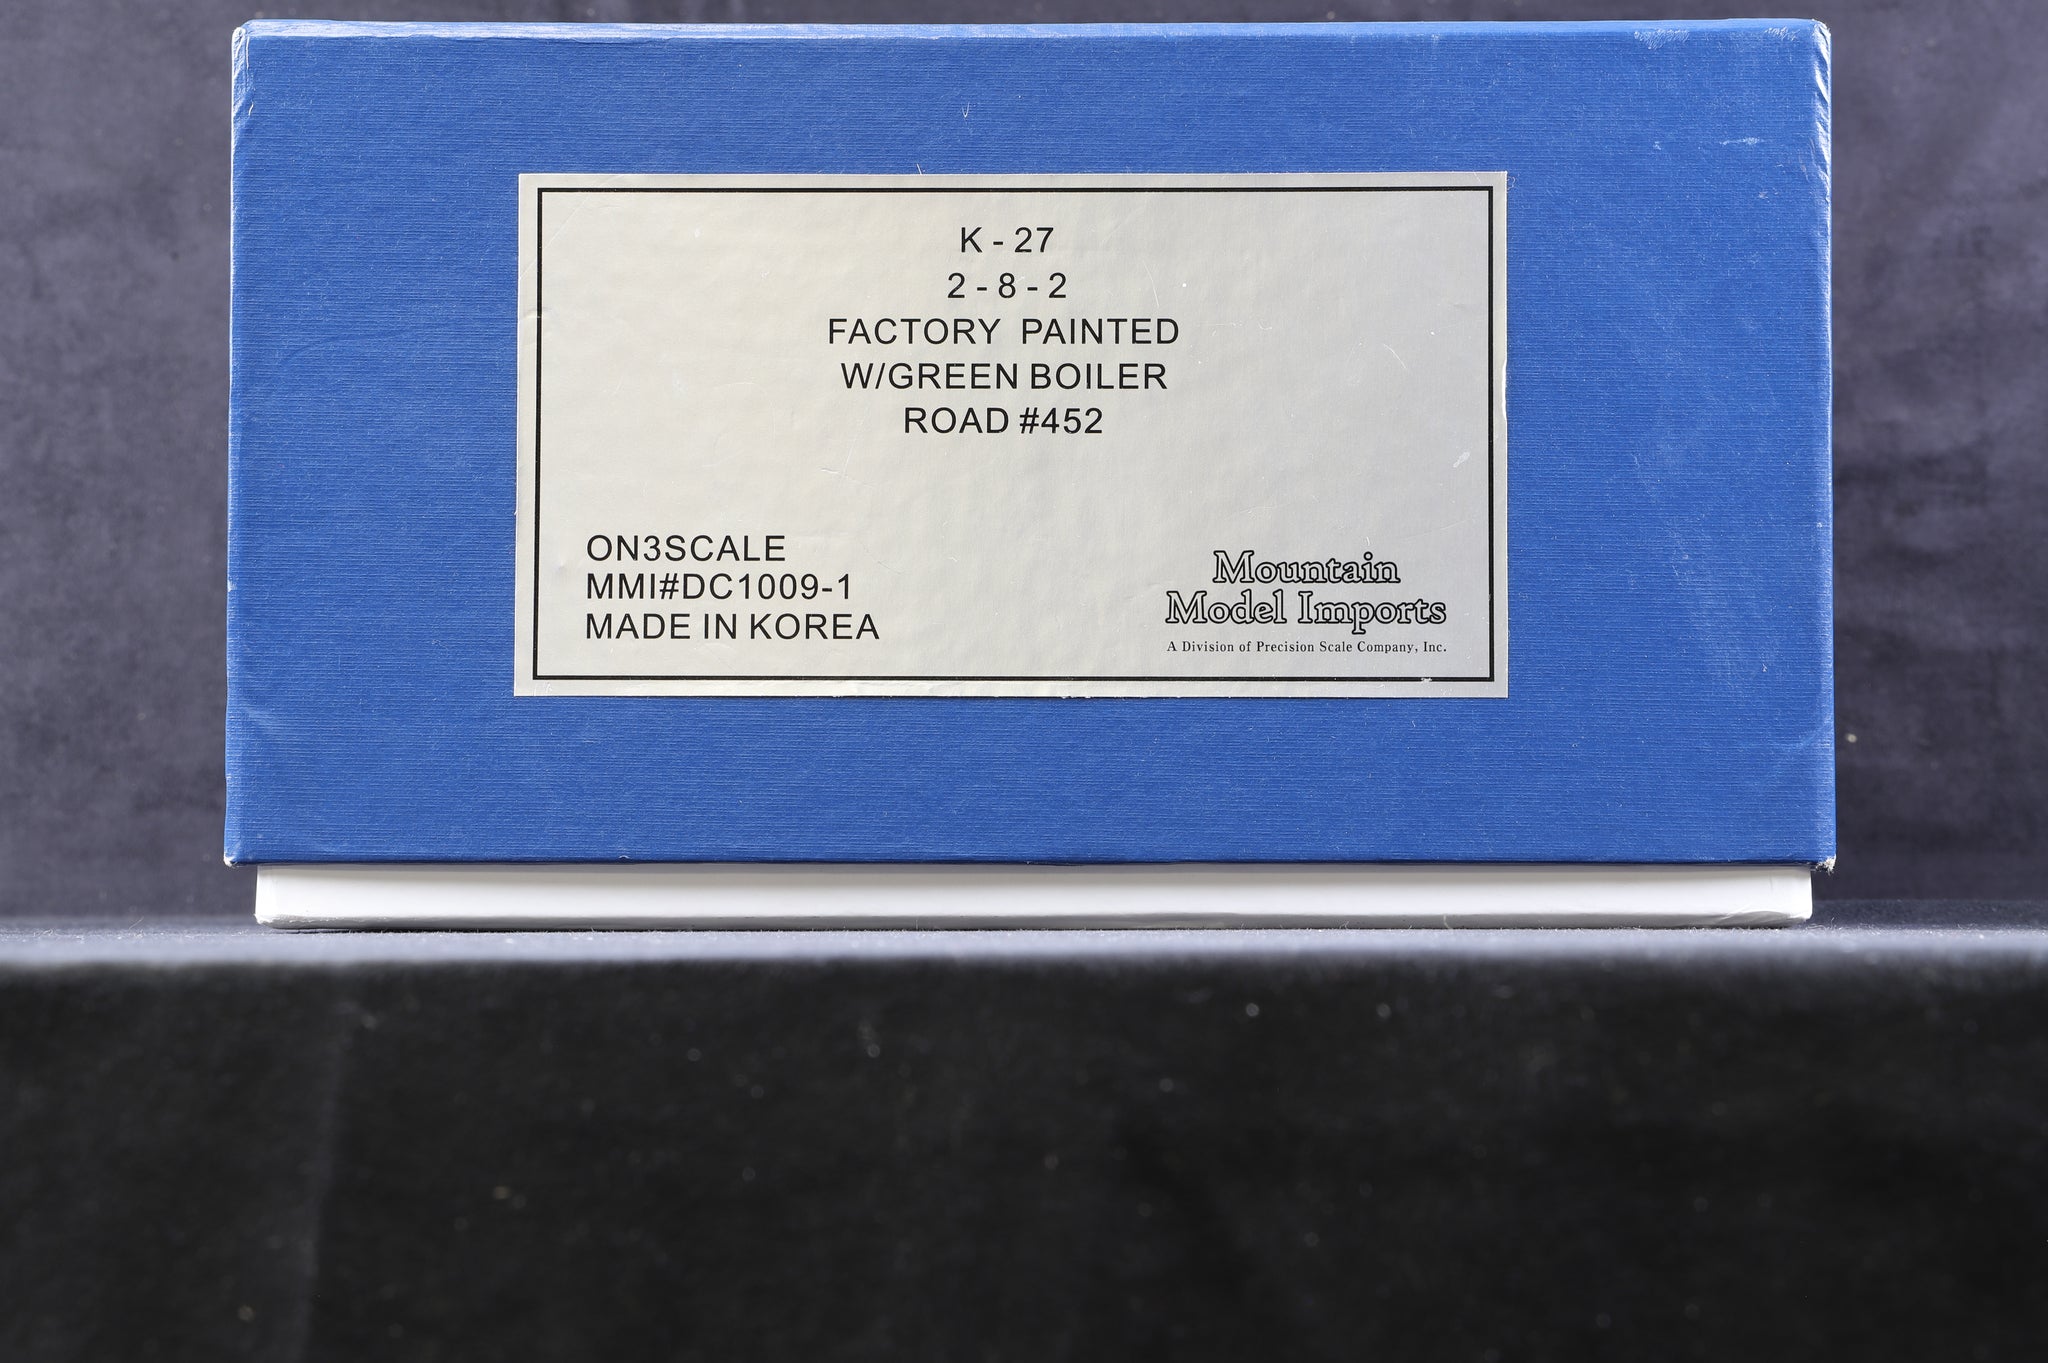 K - 27
2 - 8 - 2
FACTORY PAINTED
W/GREEN BOILER
ROAD #452
ON3SCALE
MMI#DC1009-1
MADE IN KOREA
Mountain
Model Imports
A Division of Precision Scale Company, Inc.